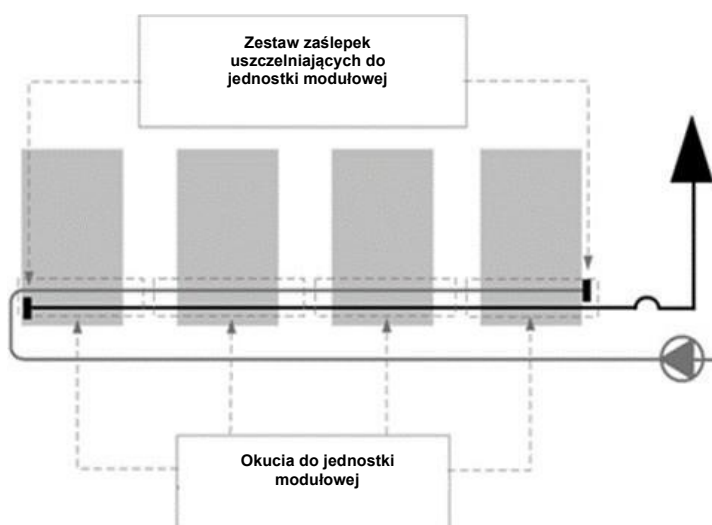 Zestaw zaślepek
uszczelniających do
jednostki modułowej
Okucia do jednostki
modułowej